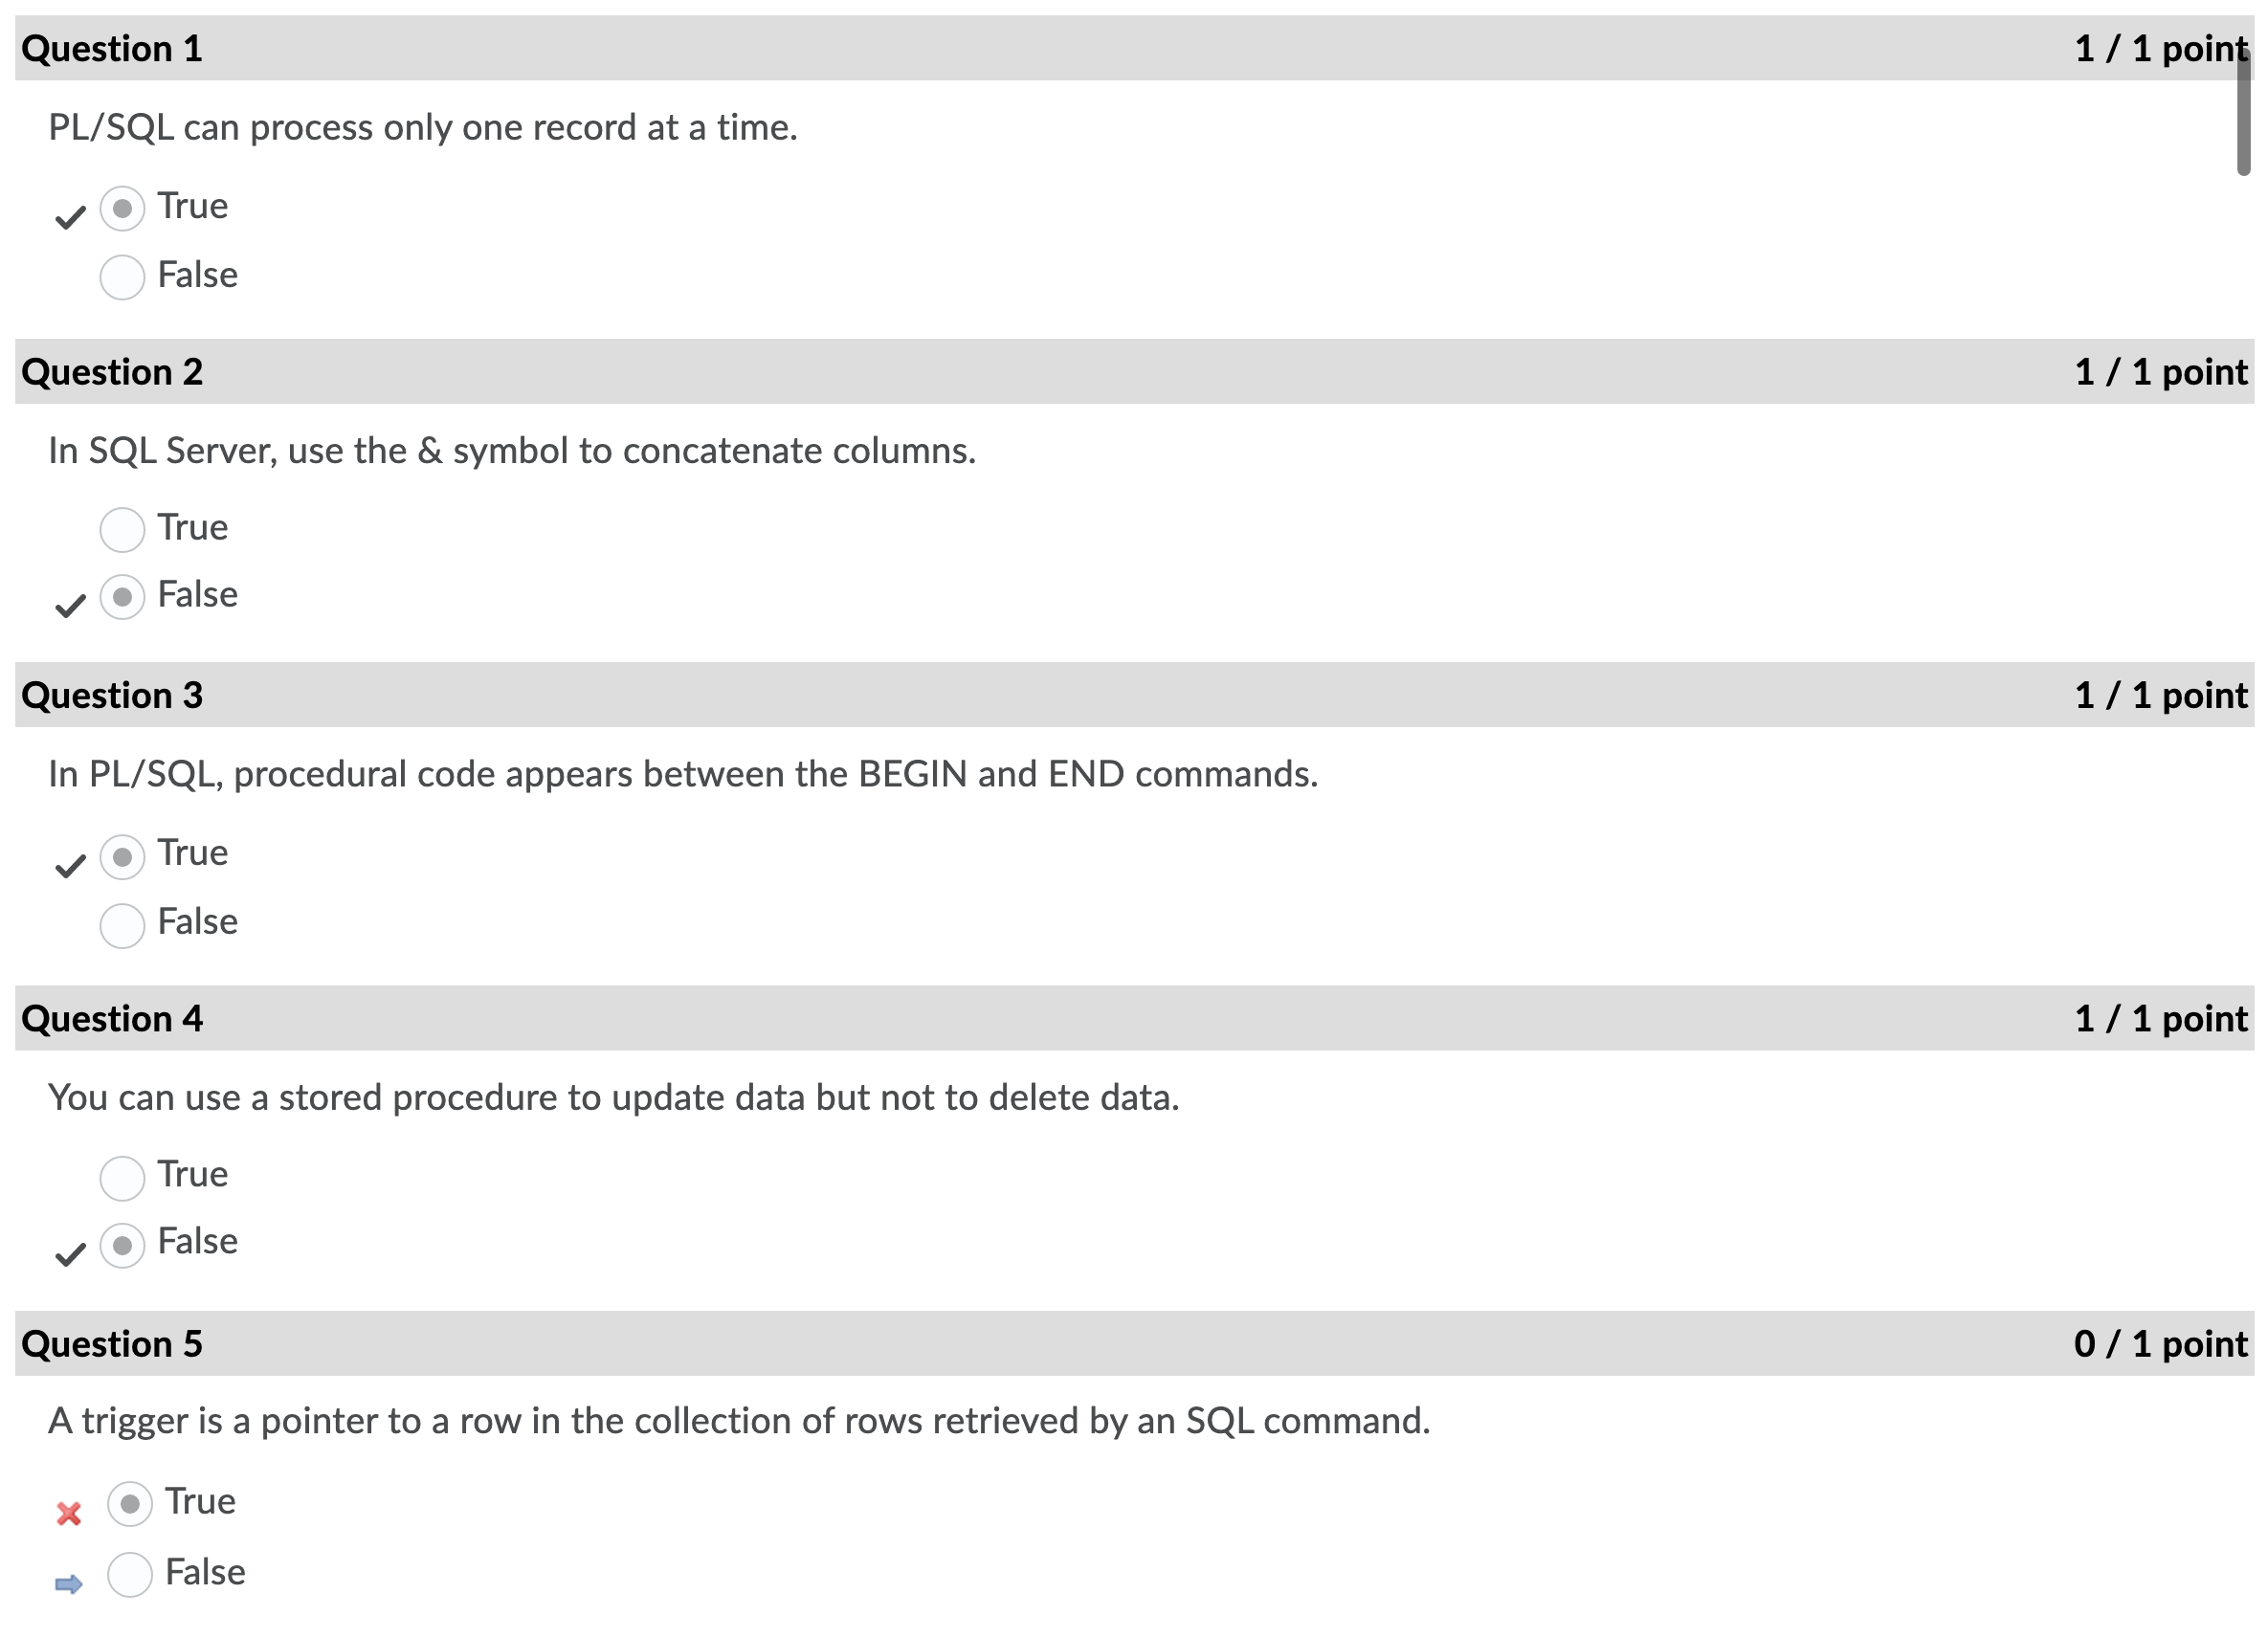 Question 1 1 / 1 point
PL/SQL can process only one record at a time.
True
False
Question 2 1 / 1 point
In SQL Server, use the & symbol to concatenate columns.
True
False
Question 3 1 / 1 point
In PL/SQL, procedural code appears between the BEGIN and END commands.
True
False
Question 4 1 / 1 point
You can use a stored procedure to update data but not to delete data.
True
False
Question 5 0 / 1 point
A trigger is a pointer to a row in the collection of rows retrieved by an SQL command.
True
False